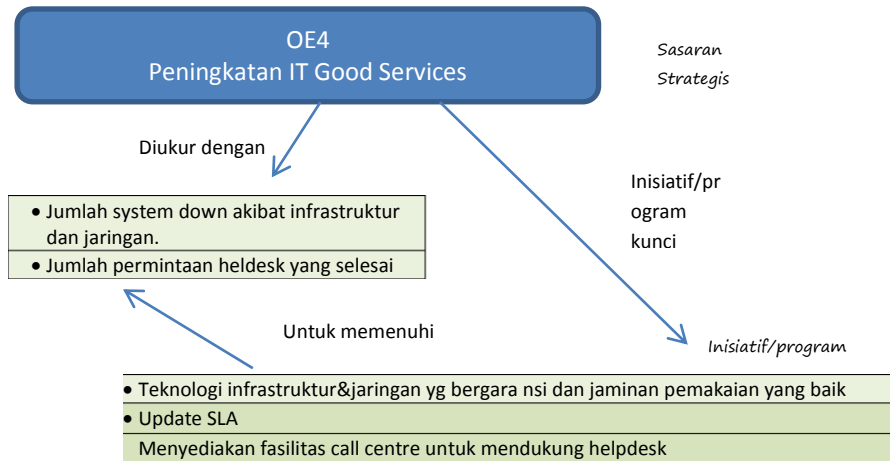 OE4
Peningkatan IT Good Services
Sasaran
Strategis
Diukur dengan
Inisiatif/pr
ogram
kunci
• Jumlah system down akibat infrastruktur
dan jaringan.
• Jumlah permintaan heldesk yang selesai
Untuk memenuhi
Inisiatif/program
• Teknologi infrastruktur&jaringan yg bergara nsi dan jaminan pemakaian yang baik
• Update SLA
Menyediakan fasilitas call centre untuk mendukung helpdesk